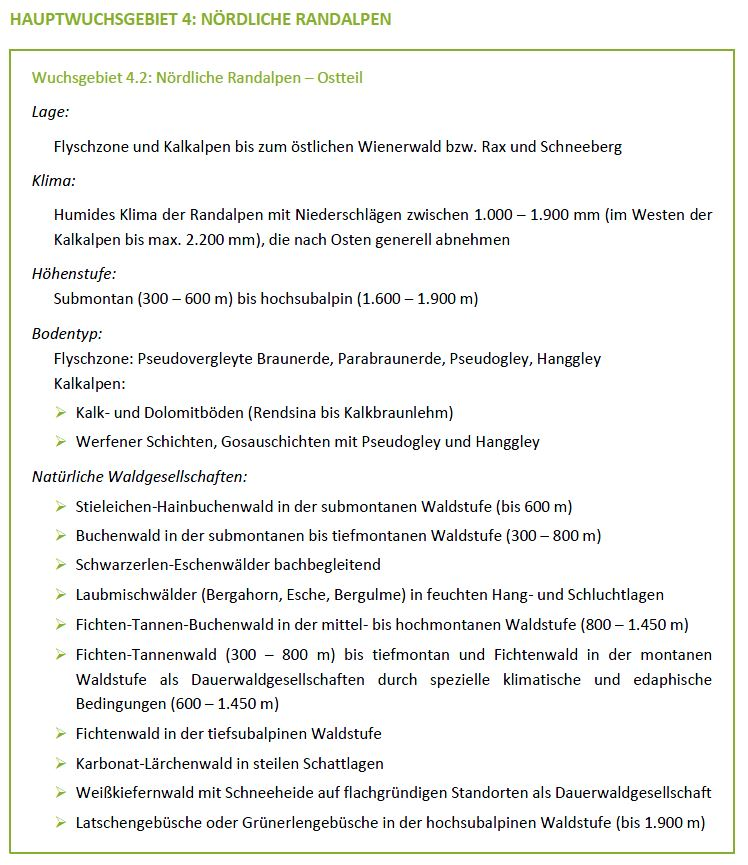 HAUPTWUCHSGEBIET 4: NÖRDLICHE RANDALPEN
Wuchsgebiet 4.2: Nördliche Randalpen – Ostteil
Lage:
Flyschzone und Kalkalpen bis zum östlichen Wienerwald bzw. Rax und Schneeberg
Klima:
Humides Klima der Randalpen mit Niederschlägen zwischen 1.000 – 1.900 mm (im Westen der
Kalkalpen bis max. 2.200 mm), die nach Osten generell abnehmen
Höhenstufe:
Submontan (300 – 600 m) bis hochsubalpin (1.600 – 1.900 m)
Bodentyp:
Flyschzone: Pseudovergleyte Braunerde, Parabraunerde, Pseudogley, Hanggley
Kalkalpen:
➢ Kalk- und Dolomitböden (Rendsina bis Kalkbraunlehm)
➢ Werfener Schichten, Gosauschichten mit Pseudogley und Hanggley
Natürliche Waldgesellschaften:
➢ Stieleichen-Hainbuchenwald in der submontanen Waldstufe (bis 600 m)
➢ Buchenwald in der submontanen bis tiefmontanen Waldstufe (300 – 800 m)
➢ Schwarzerlen-Eschenwälder bachbegleitend
➢ Laubmischwälder (Bergahorn, Esche, Bergulme) in feuchten Hang- und Schluchtlagen
➢ Fichten-Tannen-Buchenwald in der mittel- bis hochmontanen Waldstufe (800 – 1.450 m)
➢ Fichten-Tannenwald (300 – 800 m) bis tiefmontan und Fichtenwald in der montanen
Waldstufe als Dauerwaldgesellschaften durch spezielle klimatische und edaphische
Bedingungen (600 – 1.450 m)
➢ Fichtenwald in der tiefsubalpinen Waldstufe
➢ Karbonat-Lärchenwald in steilen Schattlagen
➢ Weißkiefernwald mit Schneeheide auf flachgründigen Standorten als Dauerwaldgesellschaft
➢ Latschengebüsche oder Grünerlengebüsche in der hochsubalpinen Waldstufe (bis 1.900 m)